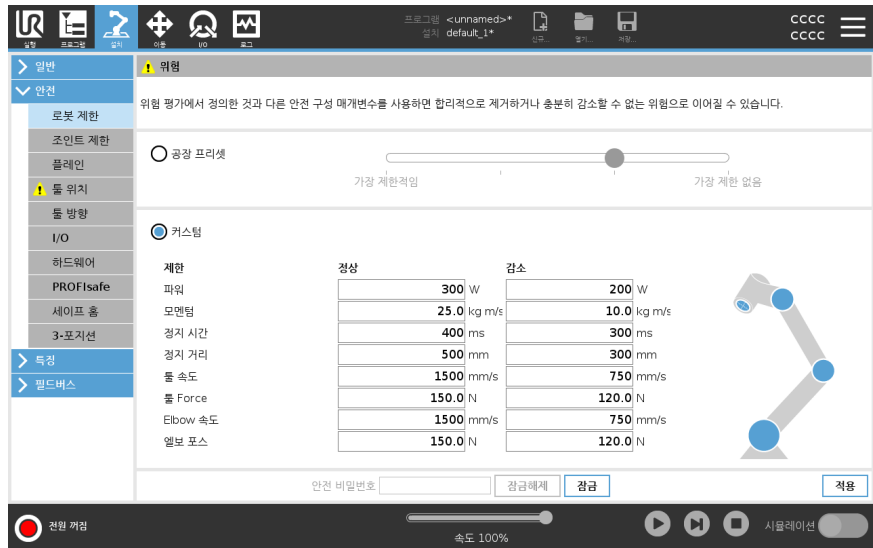 UR
실행
프로그램
설치
이동
I/O
로그
프로그램 <unnamed>*
설치 default_1*
신규...
열기...
저장...
cccc
cccc
일반
안전
로봇 제한
조인트 제한
플레인
툴 위치
툴 방향
I/O
하드웨어
PROFIsafe
세이프 홈
3-포지션
특징
필드버스
위험
위험 평가에서 정의한 것과 다른 안전 구성 매개변수를 사용하면 합리적으로 제거하거나 충분히 감소할 수 없는 위험으로 이어질 수 있습니다.
공장 프리셋
가장 제한적임 가장 제한 없음
커스텀
제한 정상 감소
파워 300 W 200 W
모멘텀 25.0 kg m/s 10.0 kg m/s
정지 시간 400 ms 300 ms
정지 거리 500 mm 300 mm
툴 속도 1500 mm/s 750 mm/s
툴 Force 150.0 N 120.0 N
Elbow 속도 1500 mm/s 750 mm/s
엘보 포스 150.0 N 120.0 N
안전 비밀번호 잠금해제 잠금 적용
전원 꺼짐
속도 100%
시뮬레이션